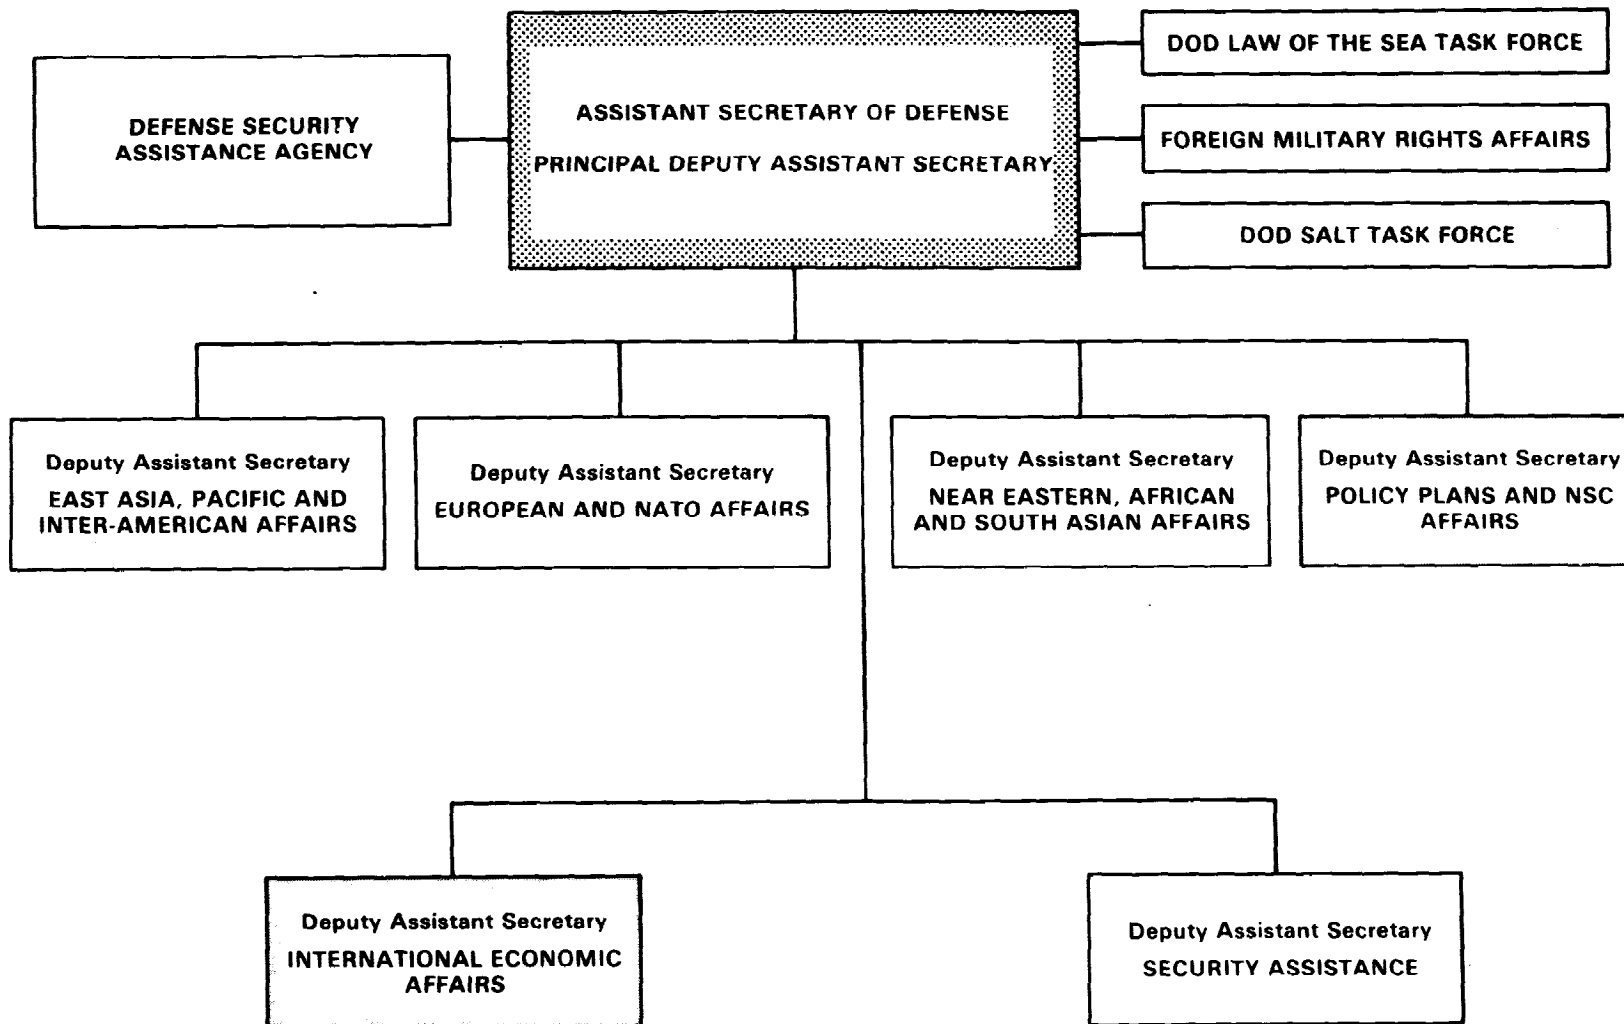 DEFENSE SECURITY
ASSISTANCE AGENCY
ASSISTANT SECRETARY OF DEFENSE
PRINCIPAL DEPUTY ASSISTANT SECRETARY
DOD LAW OF THE SEA TASK FORCE
FOREIGN MILITARY RIGHTS AFFAIRS
DOD SALT TASK FORCE
Deputy Assistant Secretary
EAST ASIA, PACIFIC AND
INTER-AMERICAN AFFAIRS
Deputy Assistant Secretary
EUROPEAN AND NATO AFFAIRS
Deputy Assistant Secretary
NEAR EASTERN, AFRICAN
AND SOUTH ASIAN AFFAIRS
Deputy Assistant Secretary
POLICY PLANS AND NSC
AFFAIRS
Deputy Assistant Secretary
INTERNATIONAL ECONOMIC
AFFAIRS
Deputy Assistant Secretary
SECURITY ASSISTANCE